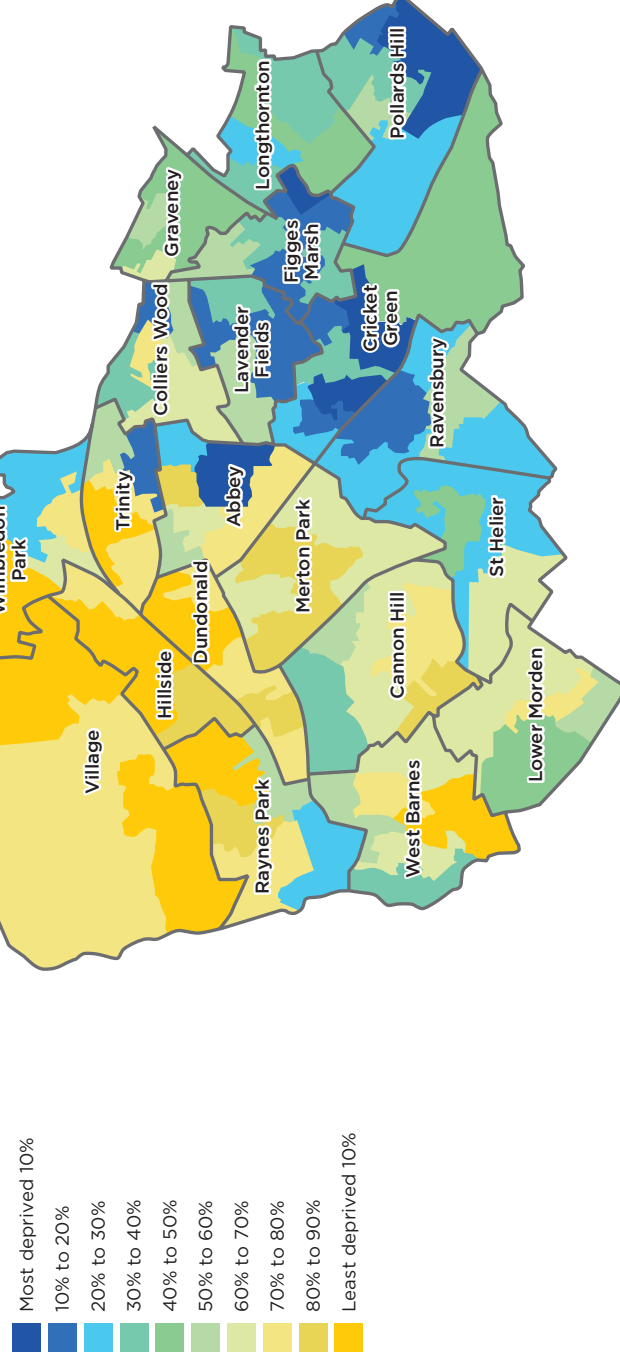 Wimbledon
Park
Village
Hillside
Raynes Park
Dundonald
Trinity
Abbey
Colliers Wood
Lavender
Fields
Graveney
Longthornton
Figges
Marsh
Pollards Hill
Cricket
Green
Ravensbury
Merton Park
Cannon Hill
St Helier
West Barnes
Lower Morden
Most deprived 10%
10% to 20%
20% to 30%
30% to 40%
40% to 50%
50% to 60%
60% to 70%
70% to 80%
80% to 90%
Least deprived 10%